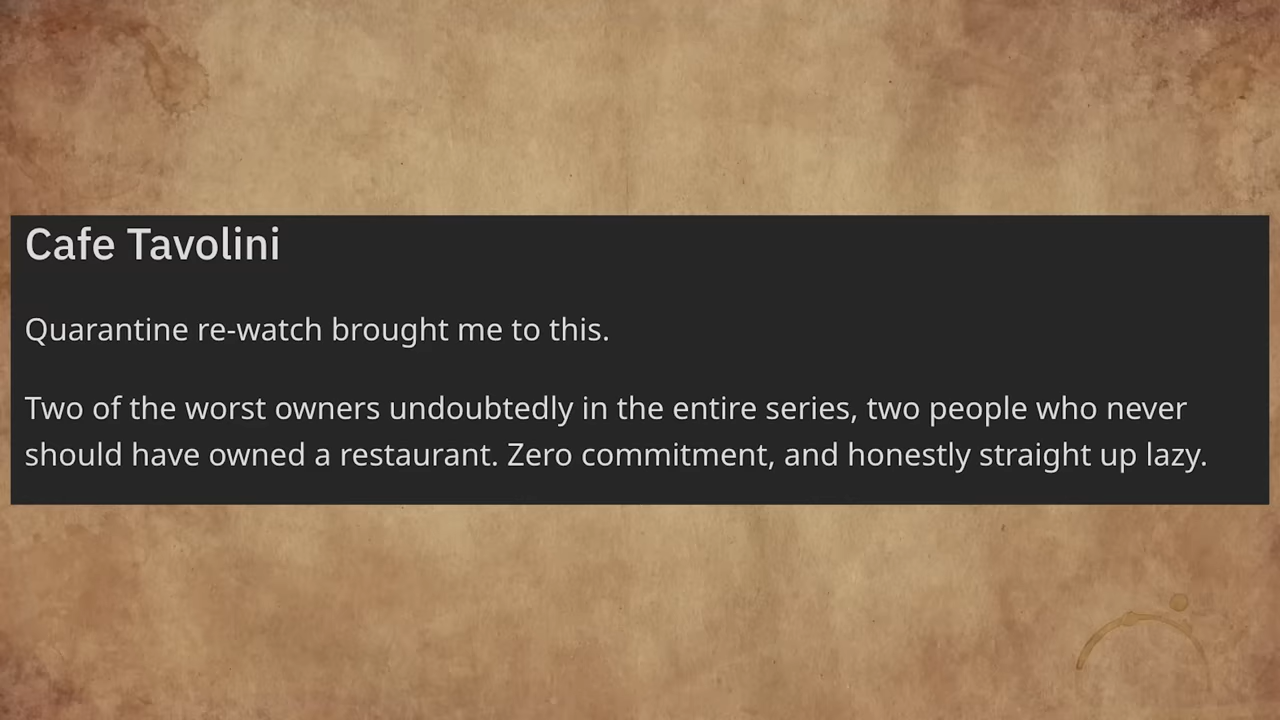 Cafe Tavolini
Quarantine re-watch brought me to this.
Two of the worst owners undoubtedly in the entire series, two people who never
should have owned a restaurant. Zero commitment, and honestly straight up lazy.